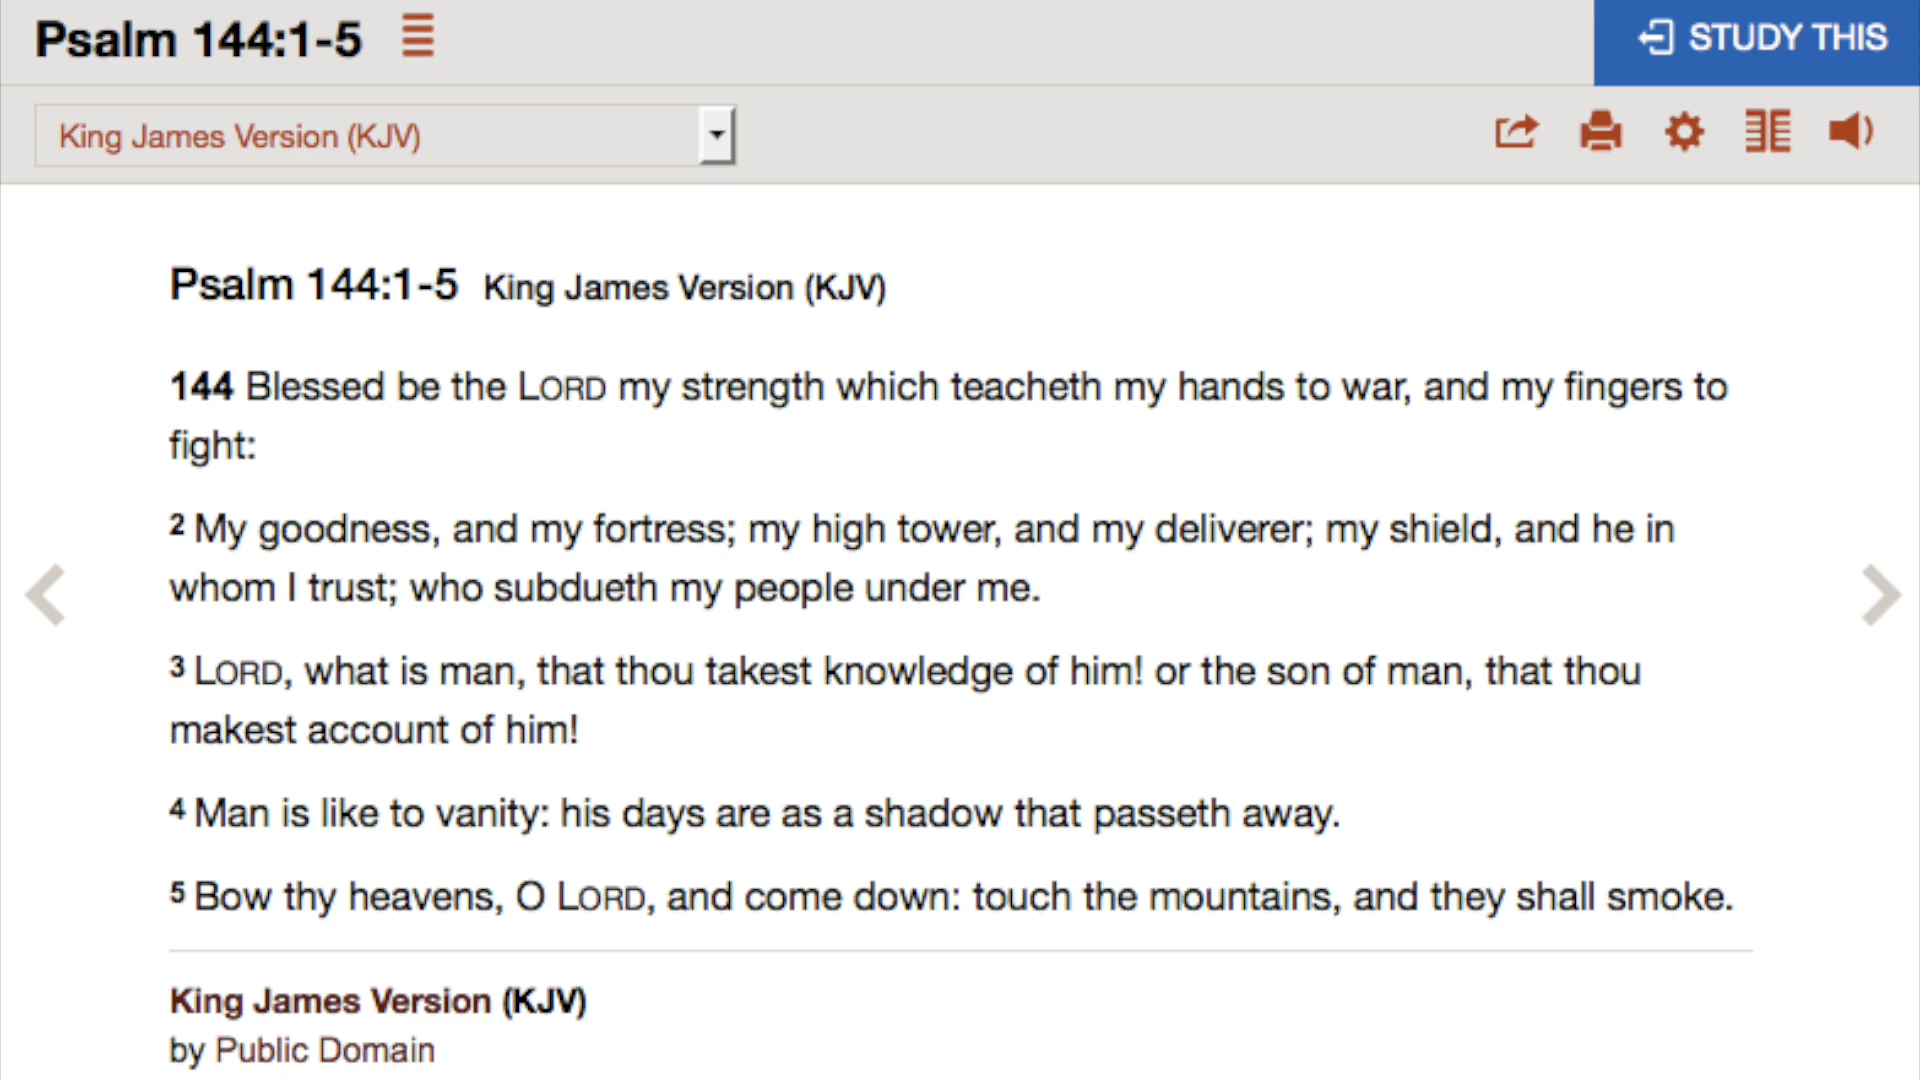 Psalm 144:1-5
STUDY THIS
King James Version (KJV)
Psalm 144:1-5 King James Version (KJV)
144 Blessed be the LORD my strength which teacheth my hands to war, and my fingers to
fight:
2 My goodness, and my fortress; my high tower, and my deliverer; my shield, and he in
whom I trust; who subdueth my people under me.
3 LORD, what is man, that thou takest knowledge of him! or the son of man, that thou
makest account of him!
4 Man is like to vanity: his days are as a shadow that passeth away.
5 Bow thy heavens, O LORD, and come down: touch the mountains, and they shall smoke.
King James Version (KJV)
by Public Domain